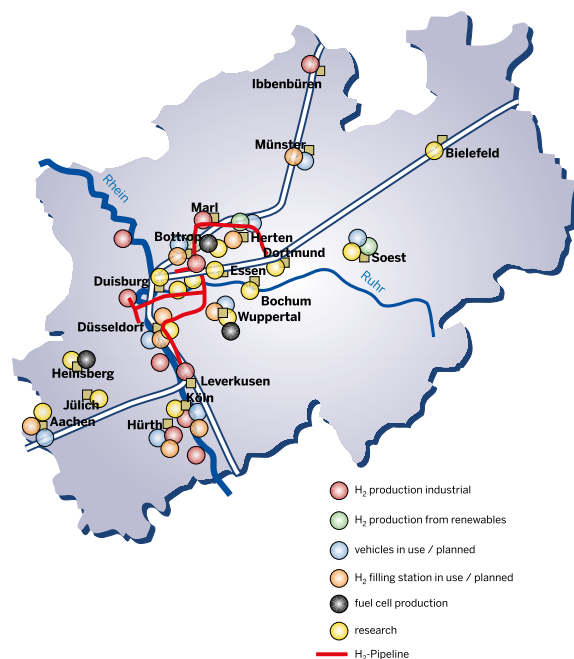 Ibbenbüren
Münster
Bielefeld
Rhein
Marl
Bottrop
Herten
Dortmund
Soest
Duisburg
Essen
Ruhr
Bochum
Düsseldorf
Wuppertal
Heinsberg
Leverkusen
Jülich
Köln
Aachen
Hürth
H2 production industrial
H2 production from renewables
vehicles in use / planned
H2 filling station in use / planned
fuel cell production
research
H2-Pipeline